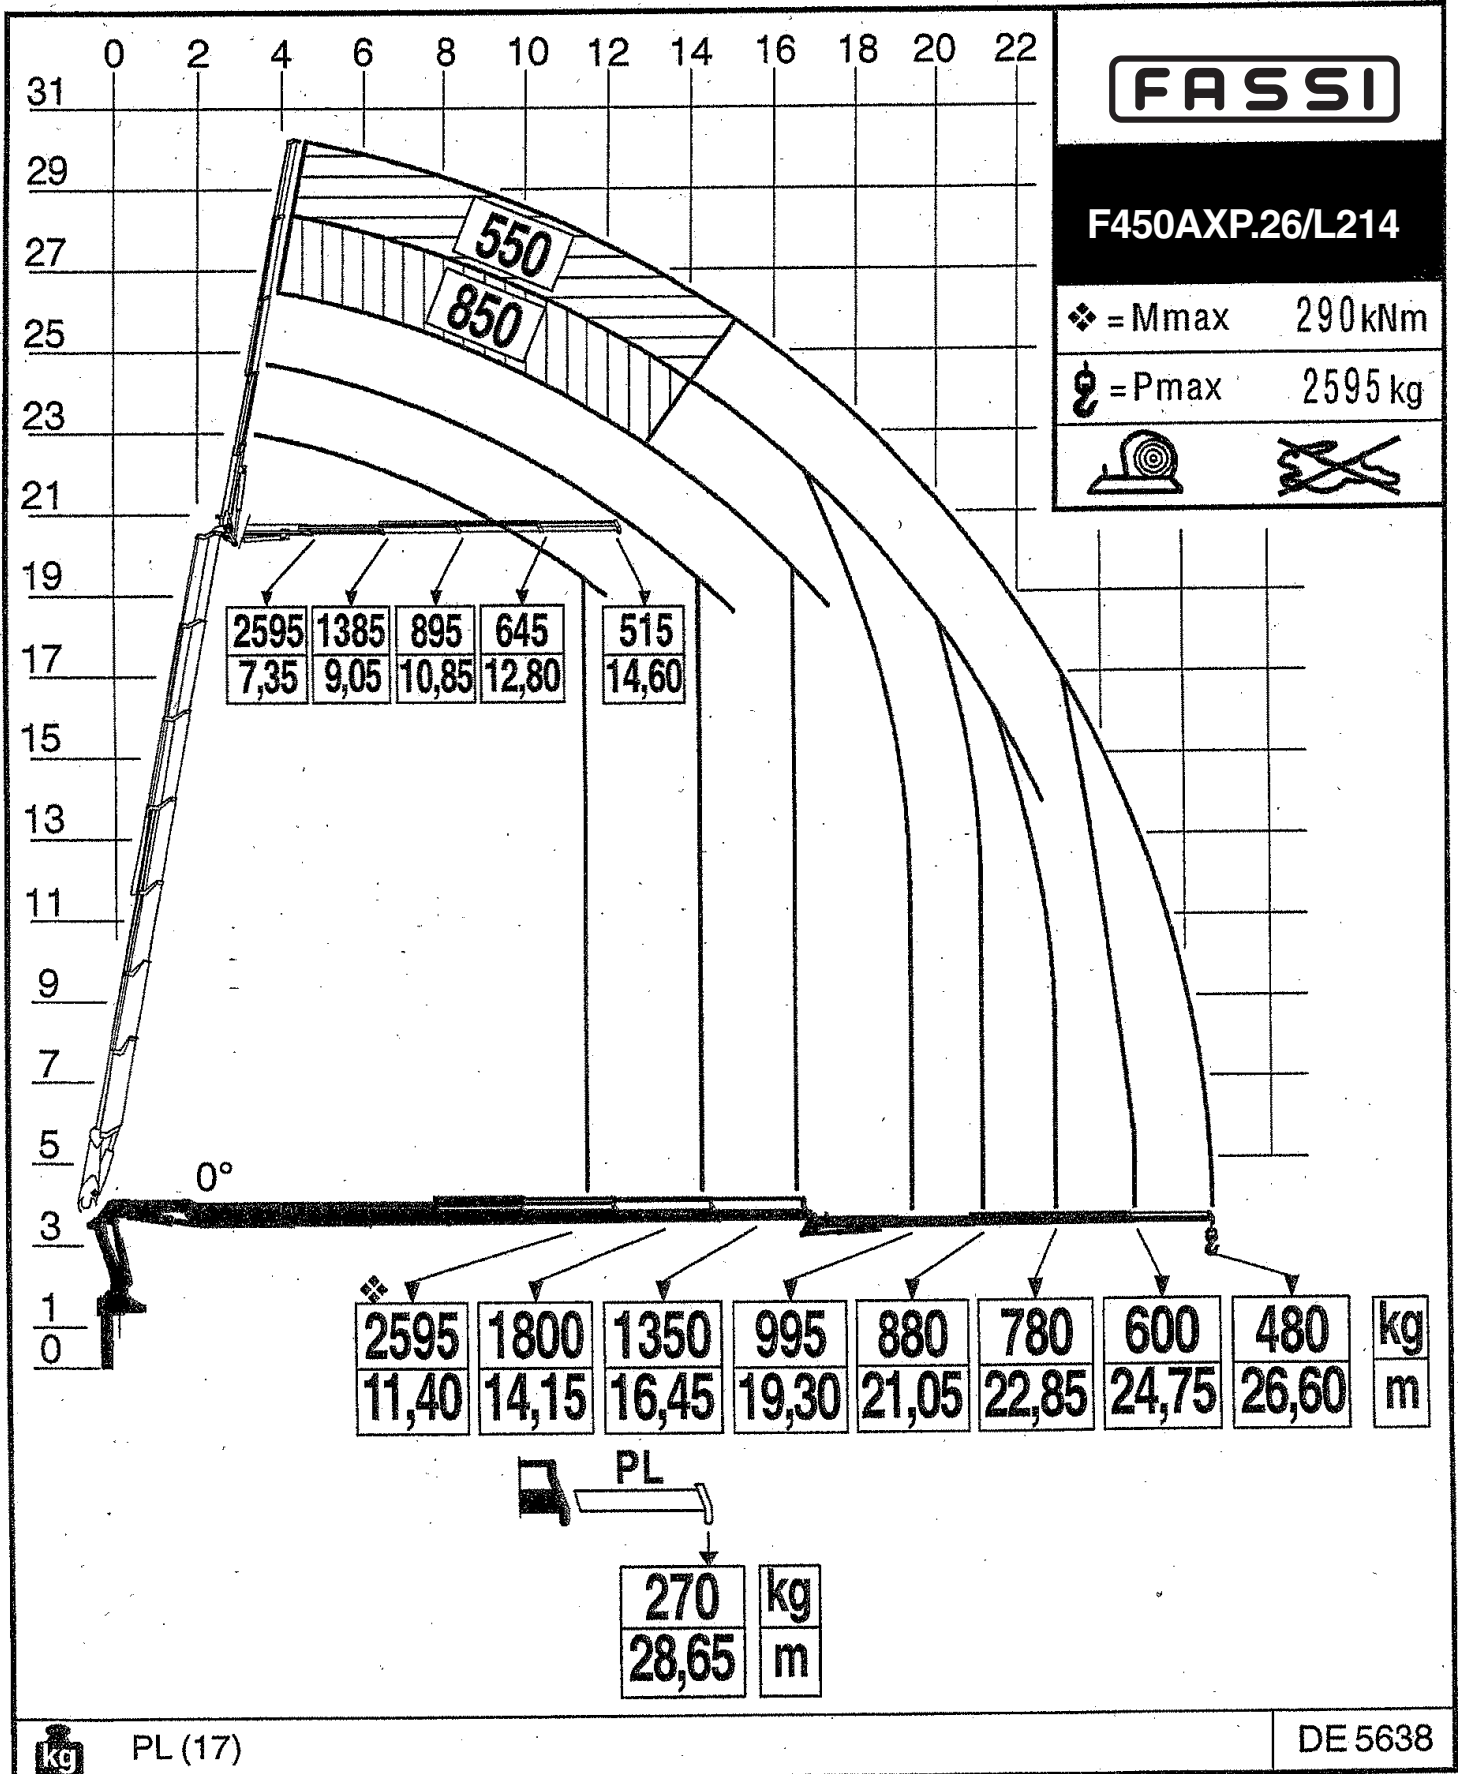 0 2 4 6 8 10 12 14 16 18 20 22
FASSI
F450AXP.26/L214
❖ = Mmax 290kNm
= Pmax 2595 kg
31
29
27
25
23
21
19
17
15
13
11
9
7
5
3
1
0
550
850
2595 1385 895 645 515
7,35 9,05 10,85 12,80 14,60
0°
❖
2595 1800 1350 995 880 780 600 480 kg
11,40 14,15 16,45 19,30 21,05 22,85 24,75 26,60 m
PL
270 kg
28,65 m
kg PL (17) DE 5638